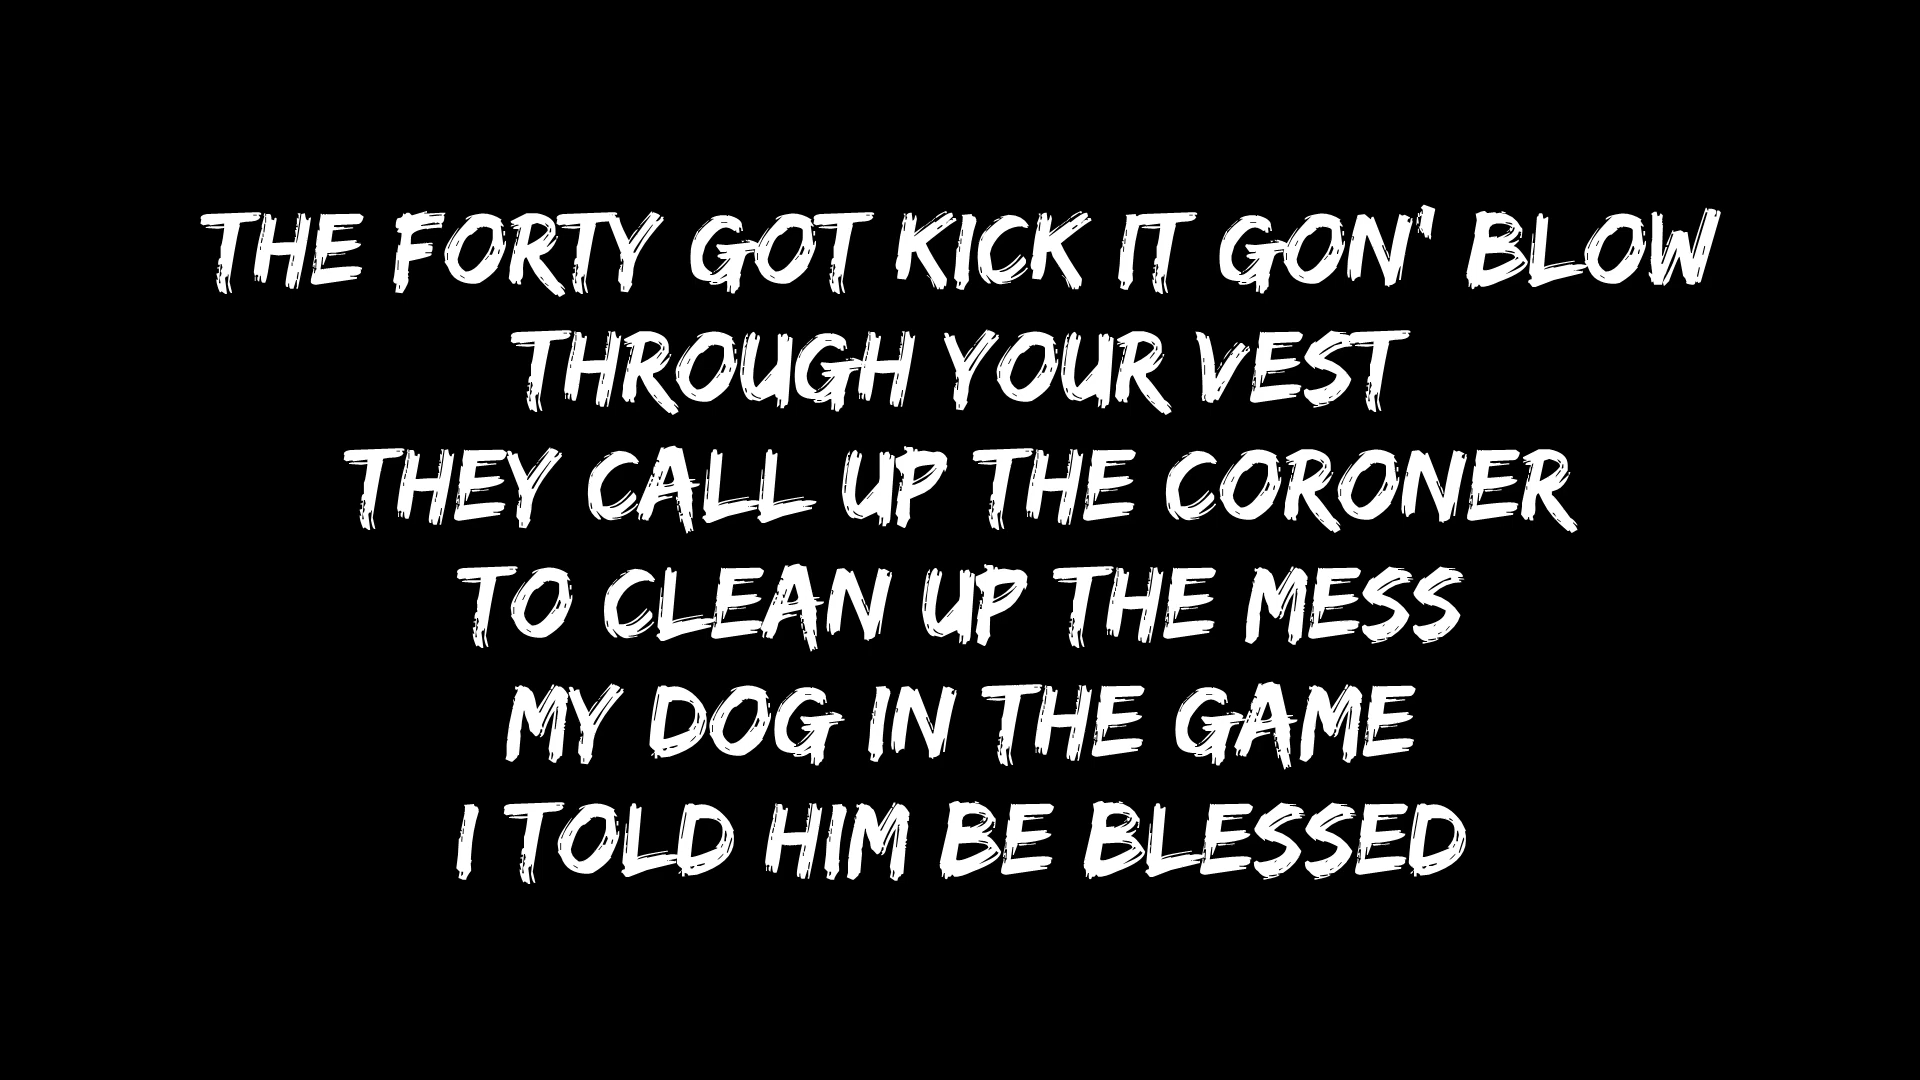 THE FORTY GOT KICK IT GON' BLOW
THROUGH YOUR VEST
THEY CALL UP THE CORONER
TO CLEAN UP THE MESS
MY DOG IN THE GAME
I TOLD HIM BE BLESSED